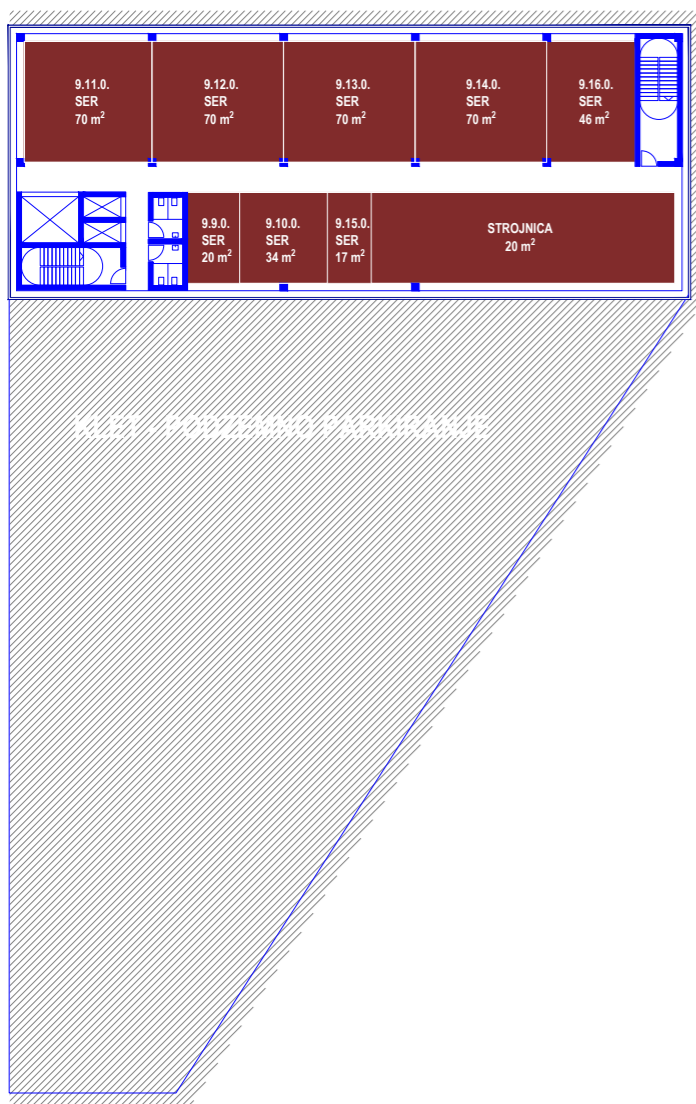 9.11.0.
SER
70 m²
9.12.0.
SER
70 m²
9.13.0.
SER
70 m²
9.14.0.
SER
70 m²
9.16.0.
SER
46 m²
9.9.0.
SER
20 m²
9.10.0.
SER
34 m²
9.15.0.
SER
17 m²
STROJNICA
20 m²
KLET - PODZEMNO PARKIRANJE